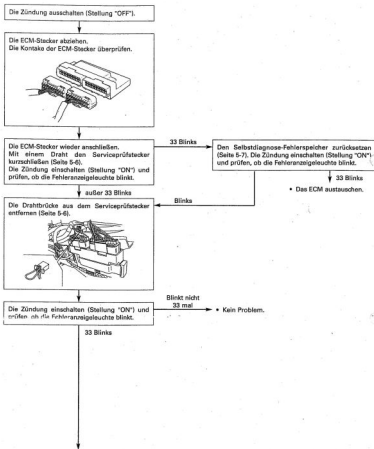 Die Zündung ausschalten (Stellung "OFF").
Die ECM-Stecker abziehen.
Die Kontake der ECM-Stecker überprüfen.
Die ECM-Stecker wieder anschließen.
Mit einem Draht den Serviceprüfstecker
kurzschließen (Seite 5-6).
Die Zündung einschalten (Stellung "ON") und
prüfen, ob die Fehleranzeigeleuchte blinkt.
33 Blinks
Den Selbstdiagnose-Fehlerspeicher zurücksetzen
(Seite 5-7). Die Zündung einschalten (Stellung "ON")
und prüfen, ob die Fehleranzeigeleuchte blinkt.
33 Blinks
• Das ECM austauschen.
außer 33 Blinks
Blinks
Die Drahtbrücke aus dem Serviceprüfstecker
entfernen (Seite 5-6).
Die Zündung einschalten (Stellung "ON") und
prüfen, ob die Fehleranzeigeleuchte blinkt.
Blinkt nicht
33 mal
• Kein Problem.
33 Blinks